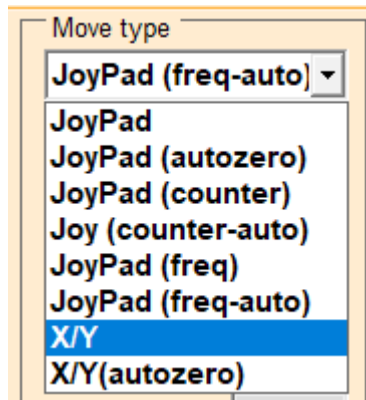 Move type
JoyPad (freq-auto)
JoyPad
JoyPad (autozero)
JoyPad (counter)
Joy (counter-auto)
JoyPad (freq)
JoyPad (freq-auto)
X/Y
X/Y(autozero)